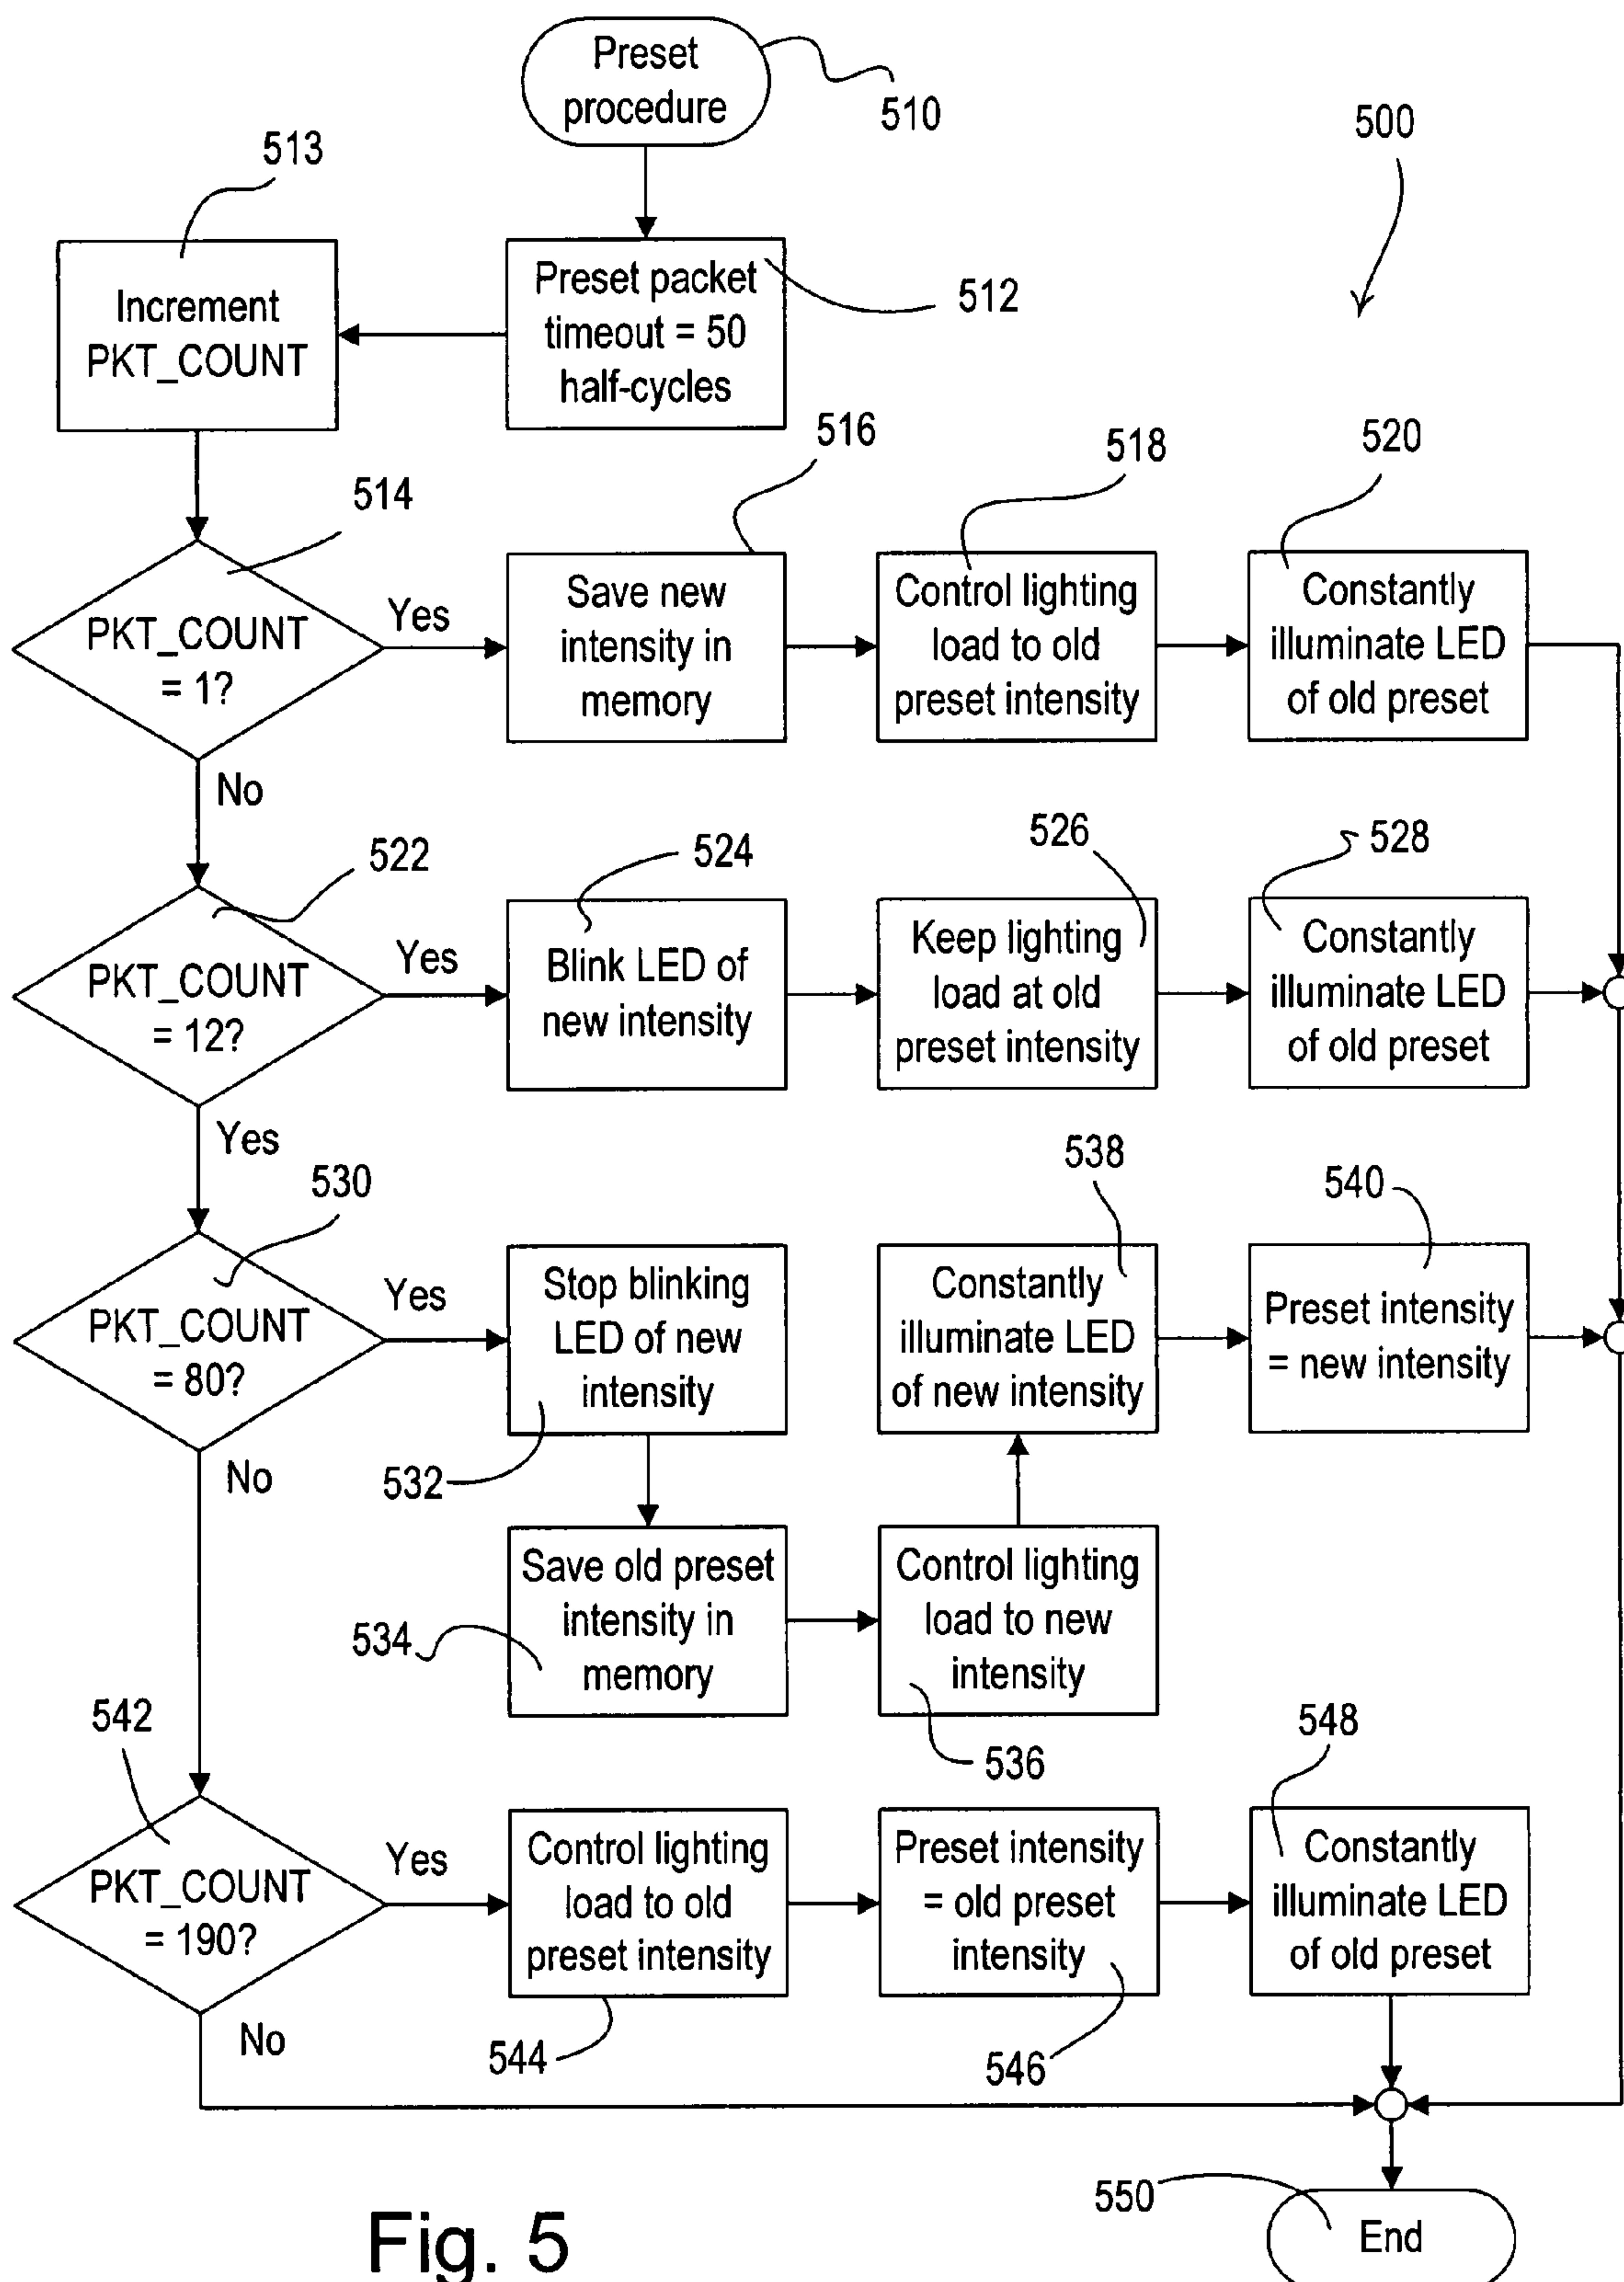 Preset
procedure
510
500
513
Increment
PKT_COUNT
Preset packet
timeout = 50
half-cycles
512
514
516
518
520
PKT_COUNT
= 1?
Yes
No
Save new
intensity in
memory
Control lighting
load to old
preset intensity
Constantly
illuminate LED
of old preset
522
524
526
528
PKT_COUNT
= 12?
Yes
Yes
Blink LED of
new intensity
Keep lighting
load at old
preset intensity
Constantly
illuminate LED
of old preset
530
538
540
PKT_COUNT
= 80?
Yes
No
Stop blinking
LED of new
intensity
532
Constantly
illuminate LED
of new intensity
Preset intensity
= new intensity
Save old preset
intensity in
memory
534
Control lighting
load to new
intensity
536
542
548
PKT_COUNT
= 190?
Yes
No
Control lighting
load to old
preset intensity
544
Preset intensity
= old preset
intensity
546
Constantly
illuminate LED
of old preset
550
End
Fig. 5